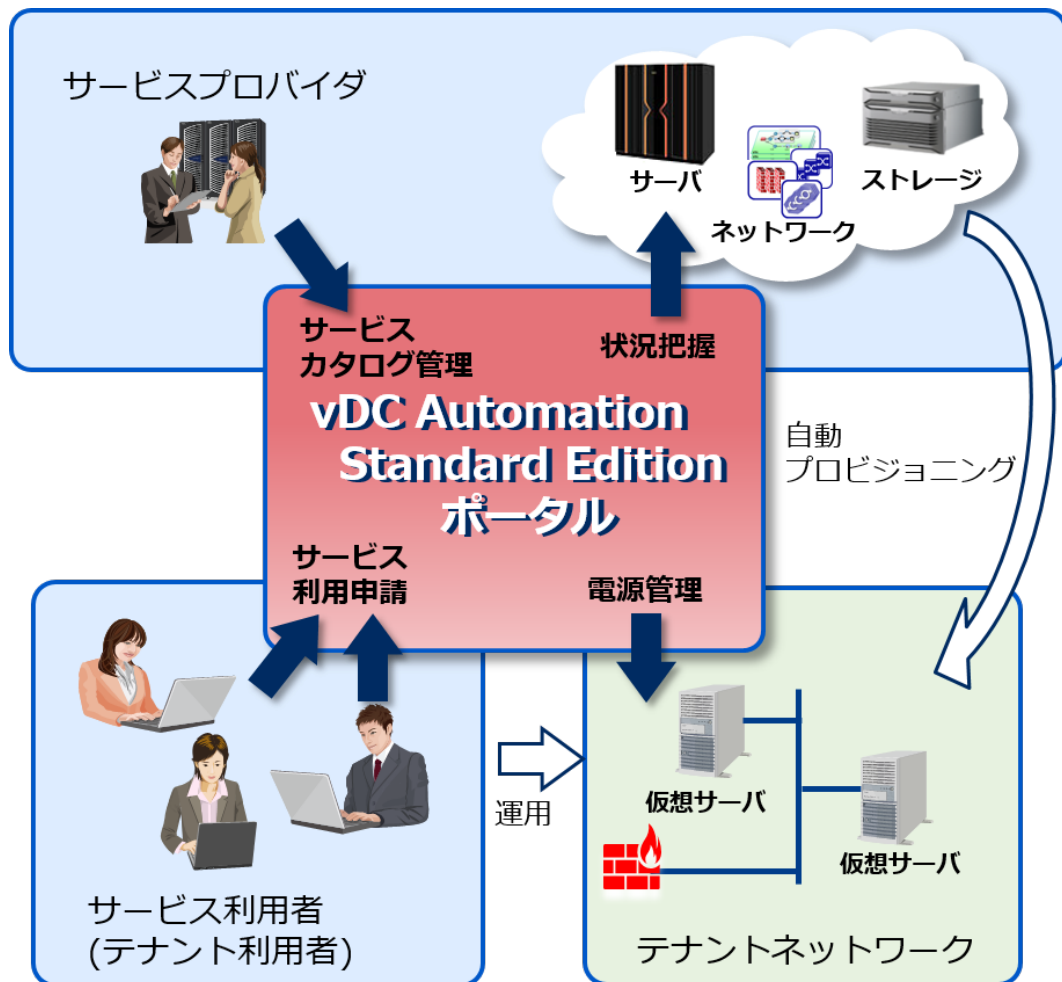 サービスプロバイダ
サーバ
ネットワーク
ストレージ
サービス
カタログ管理
状況把握
vDC Automation
Standard Edition
ポータル
自動
プロビジョニング
サービス
利用申請
電源管理
運用
仮想サーバ
仮想サーバ
サービス利用者
(テナント利用者)
テナントネットワーク